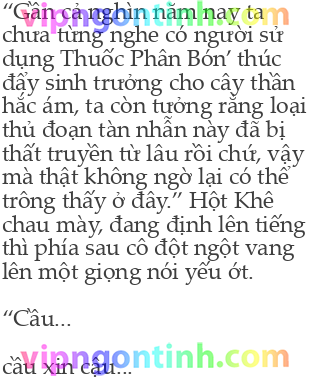 “Gần cả nghìn năm nay ta
chưa từng nghe có người sử
dụng Thuốc Phân Bón’ thúc
đẩy sinh trưởng cho cây thần
hắc ám, ta còn tưởng rằng loại
thủ đoạn tàn nhẫn này đã bị
thất truyền từ lâu rồi chứ, vậy
mà thật không ngờ lại có thể
trông thấy ở đây.” Hột Khê
chau mày, đang định lên tiếng
thì phía sau cô đột ngột vang
lên một giọng nói yếu ớt.
“Cầu...
vipngontinh.com
cầu xin cậu...
vipngontinh.com